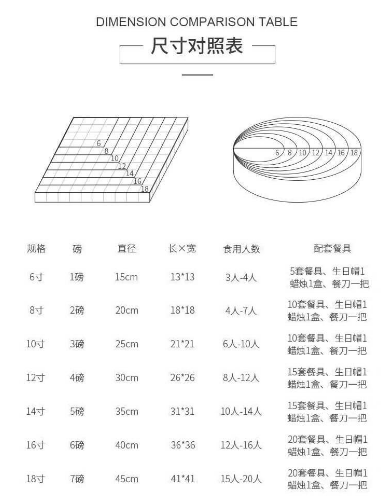 DIMENSION COMPARISON TABLE
尺寸对照表
6
8
10
12
14
16
18
6 8 10 12 14 16 18
规格 磅 直径 长×宽 食用人数 配套餐具
6寸 1磅 15cm 13*13 3人-4人 5套餐具、生日帽1
蜡烛1盒、餐刀一把
8寸 2磅 20cm 18*18 4人-7人 10套餐具、生日帽1
蜡烛1盒、餐刀一把
10寸 3磅 25cm 21*21 6人-10人 10套餐具、生日帽1
蜡烛1盒、餐刀一把
12寸 4磅 30cm 26*26 8人-12人 15套餐具、生日帽1
蜡烛1盒、餐刀一把
14寸 5磅 35cm 31*31 10人-14人 15套餐具、生日帽1
蜡烛1盒、餐刀一把
16寸 6磅 40cm 36*36 12人-16人 20套餐具、生日帽1
蜡烛1盒、餐刀一把
18寸 7磅 45cm 41*41 15人-20人 20套餐具、生日帽1
蜡烛1盒、餐刀一把